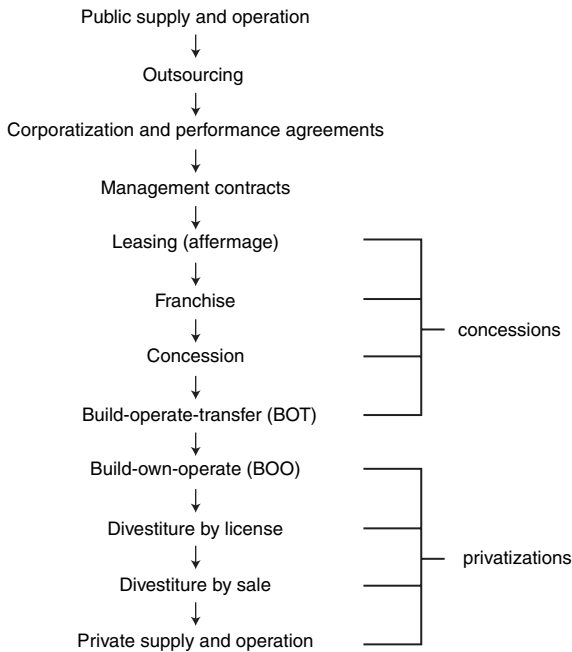 Public supply and operation
Outsourcing
Corporatization and performance agreements
Management contracts
Leasing (affermage)
Franchise
concessions
Concession
Build-operate-transfer (BOT)
Build-own-operate (BOO)
Divestiture by license
privatizations
Divestiture by sale
Private supply and operation